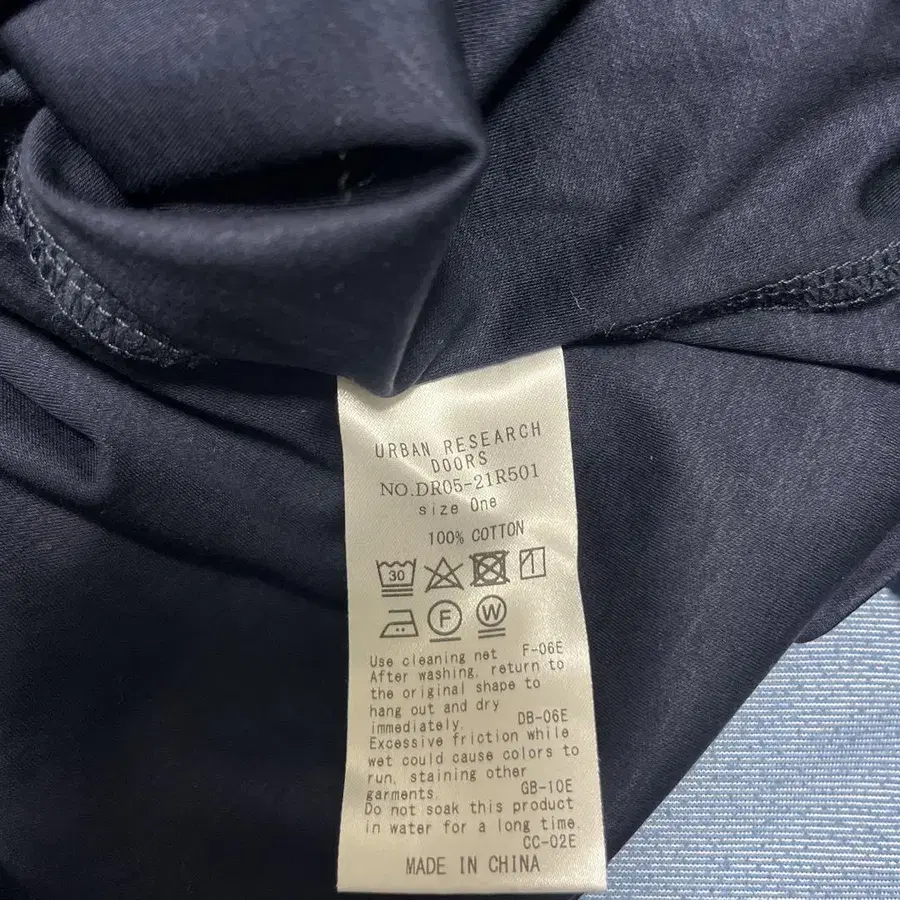 URBAN RESEARCH
DOORS
NO.DR05-21R501
size One
100% COTTON
30
F W
Use cleaning net F-06E
After washing, return to
the original shape to
hang out and dry
immediately. DB-06E
Excessive friction while
wet could cause colors to
run, staining other
garments. GB-10E
Do not soak this product
in water for a long time.
CC-02E
MADE IN CHINA